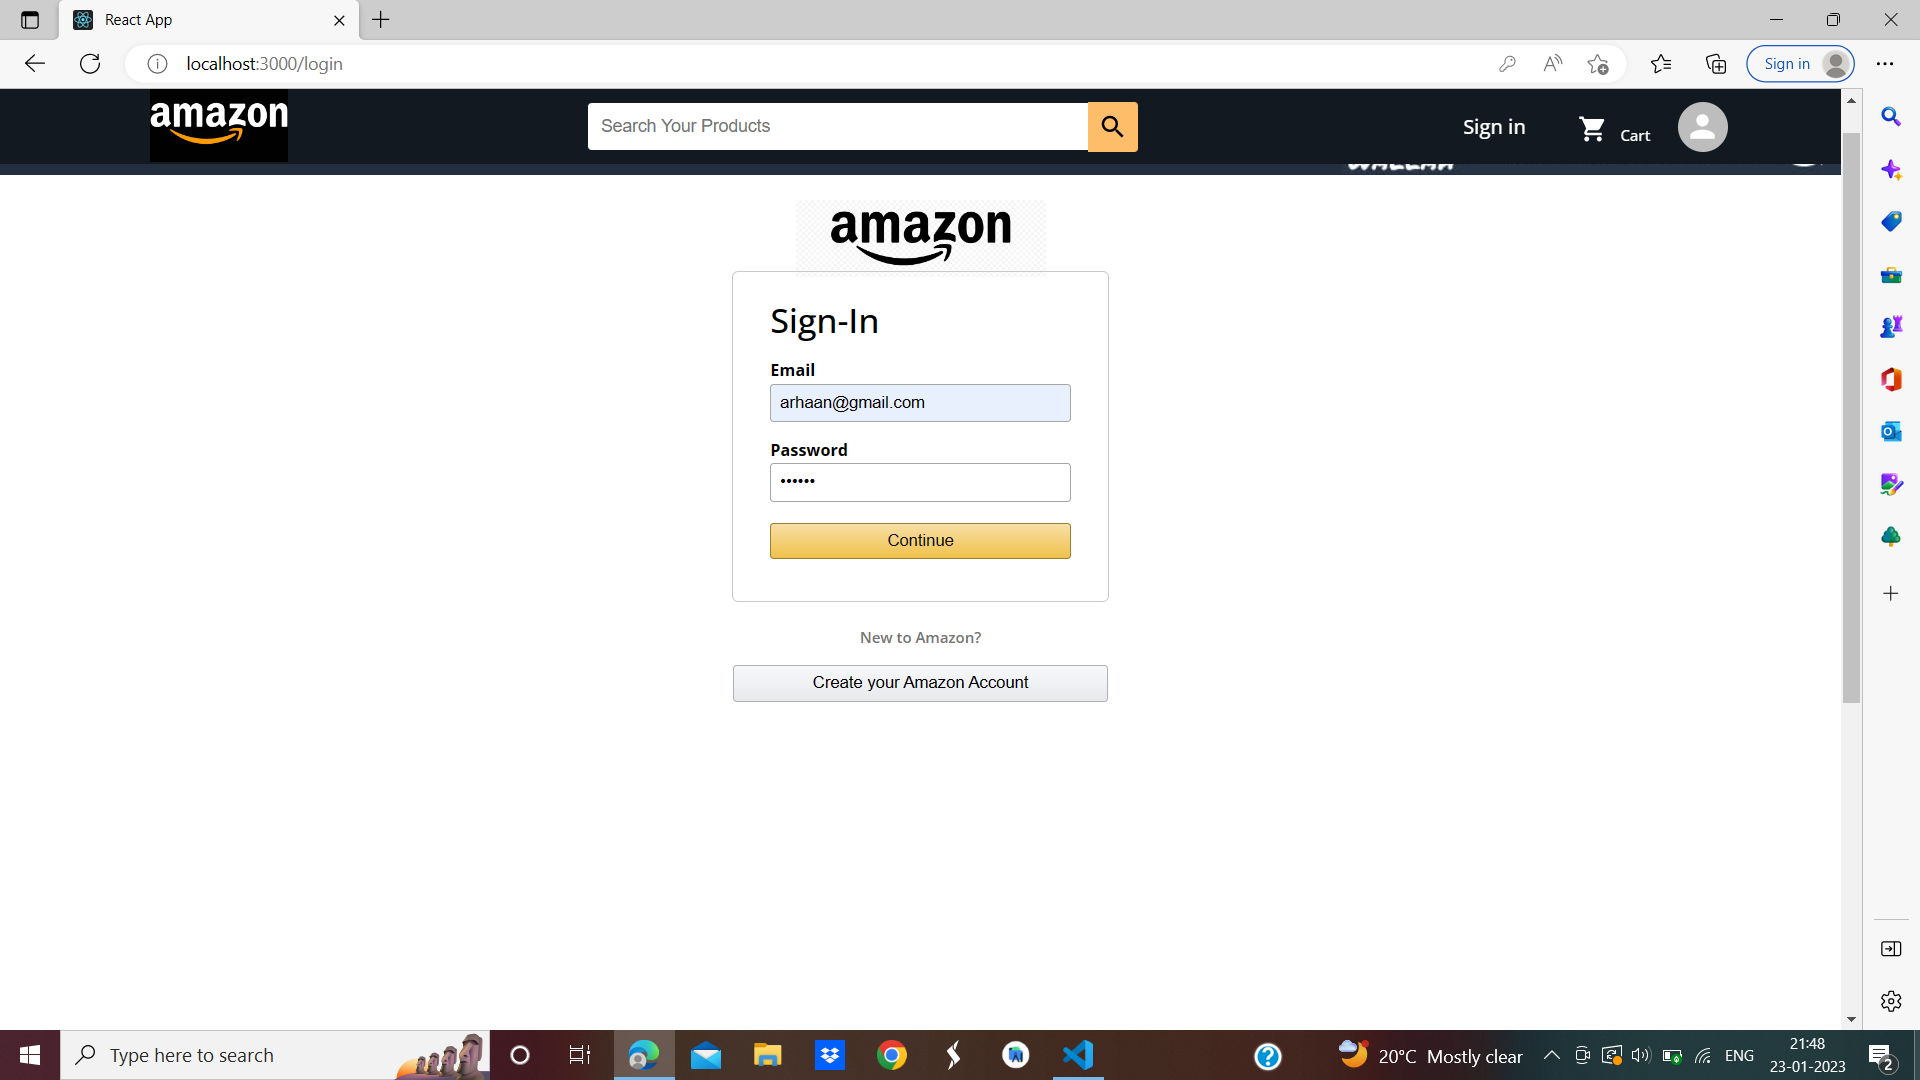 React App
localhost:3000/login
Sign in
amazon
Search Your Products
Sign in
Cart
amazon
Sign-In
Email
arhaan@gmail.com
Password
••••••
Continue
New to Amazon?
Create your Amazon Account
Type here to search
20°C Mostly clear
ENG
21:48
23-01-2023
2